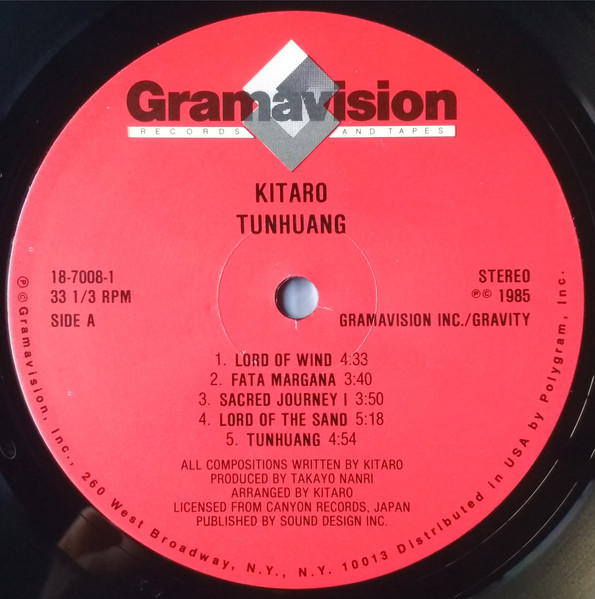 Gramavision
RECORDS AND TAPES
KITARO
TUNHUANG
18-7008-1
33 1/3 RPM
SIDE A
STEREO
℗© 1985
GRAMAVISION INC./GRAVITY
1. LORD OF WIND 4:33
2. FATA MARGANA 3:40
3. SACRED JOURNEY I 3:50
4. LORD OF THE SAND 5:18
5. TUNHUANG 4:54
ALL COMPOSITIONS WRITTEN BY KITARO
PRODUCED BY TAKAYO NANRI
ARRANGED BY KITARO
LICENSED FROM CANYON RECORDS, JAPAN
PUBLISHED BY SOUND DESIGN INC.
℗©Gramavision, Inc., 260 West Broadway, N.Y., N.Y. 10013 Distributed in USA by Polygram, Inc.